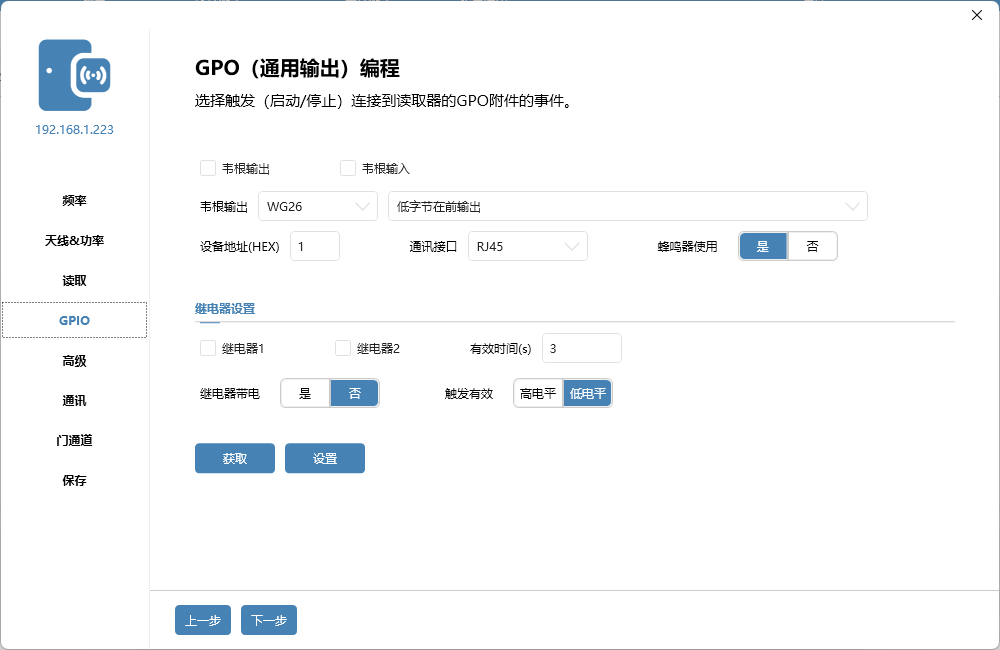 192.168.1.223
频率
天线&功率
读取
GPIO
高级
通讯
门通道
保存
GPO（通用输出）编程
选择触发（启动/停止）连接到读取器的GPO附件的事件。
韦根输出 韦根输入
韦根输出 WG26 低字节在前输出
设备地址(HEX) 1 通讯接口 RJ45 蜂鸣器使用 是 否
继电器设置
继电器1 继电器2 有效时间(s) 3
继电器带电 是 否 触发有效 高电平 低电平
获取 设置
上一步 下一步